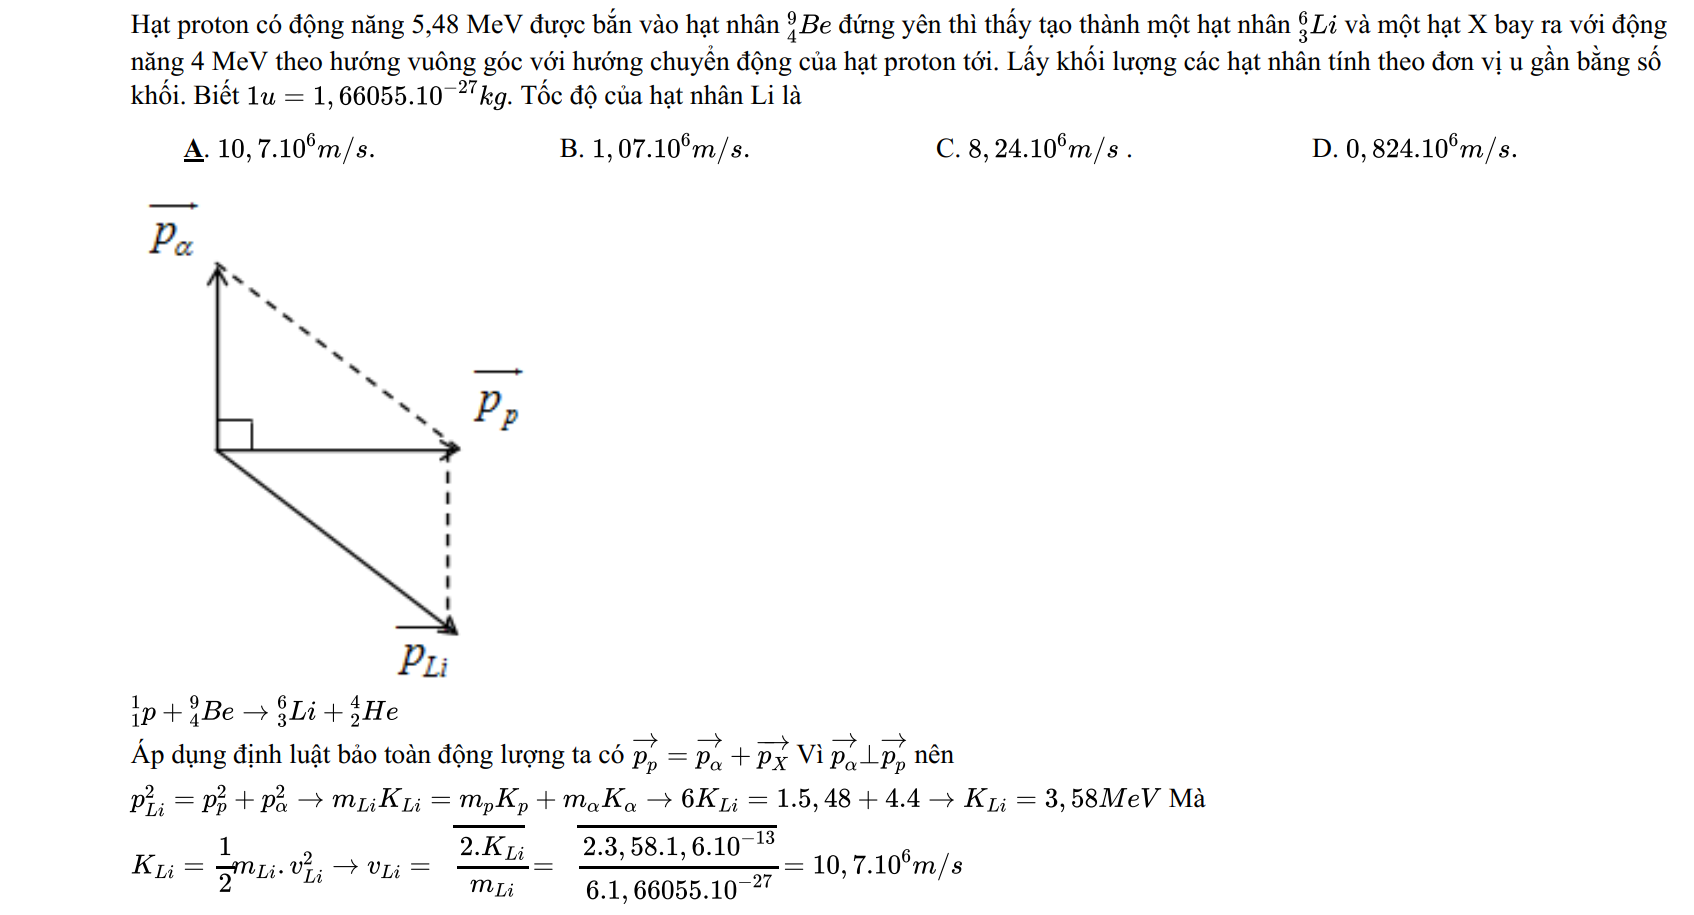 Hạt proton có động năng 5,48 MeV được bắn vào hạt nhân $^{9}_{4}Be$ đứng yên thì thấy tạo thành một hạt nhân $^{6}_{3}Li$ và một hạt X bay ra với động
năng 4 MeV theo hướng vuông góc với hướng chuyển động của hạt proton tới. Lấy khối lượng các hạt nhân tính theo đơn vị u gần bằng số
khối. Biết $1u = 1,66055.10^{-27}kg$. Tốc độ của hạt nhân Li là
A. $10,7.10^{6}m/s.$ B. $1,07.10^{6}m/s.$ C. $8,24.10^{6}m/s$ . D. $0,824.10^{6}m/s.$
$\overrightarrow{p_{\alpha}}$
$\overrightarrow{p_{p}}$
$\overrightarrow{p_{Li}}$
$^{1}_{1}p + ^{9}_{4}Be \rightarrow ^{6}_{3}Li + ^{4}_{2}He$
Áp dụng định luật bảo toàn động lượng ta có $\overrightarrow{p_{p}} = \overrightarrow{p_{\alpha}} + \overrightarrow{p_{X}}$ Vì $\overrightarrow{p_{\alpha}} \perp \overrightarrow{p_{p}}$ nên
$p_{Li}^{2} = p_{p}^{2} + p_{\alpha}^{2} \rightarrow m_{Li}K_{Li} = m_{p}K_{p} + m_{\alpha}K_{\alpha} \rightarrow 6K_{Li} = 1.5,48 + 4.4 \rightarrow K_{Li} = 3,58MeV$ Mà
$K_{Li} = \frac{1}{2}m_{Li}.v_{Li}^{2} \rightarrow v_{Li} = \overline{\frac{2.K_{Li}}{m_{Li}}} = \overline{\frac{2.3,58.1,6.10^{-13}}{6.1,66055.10^{-27}}} = 10,7.10^{6}m/s$